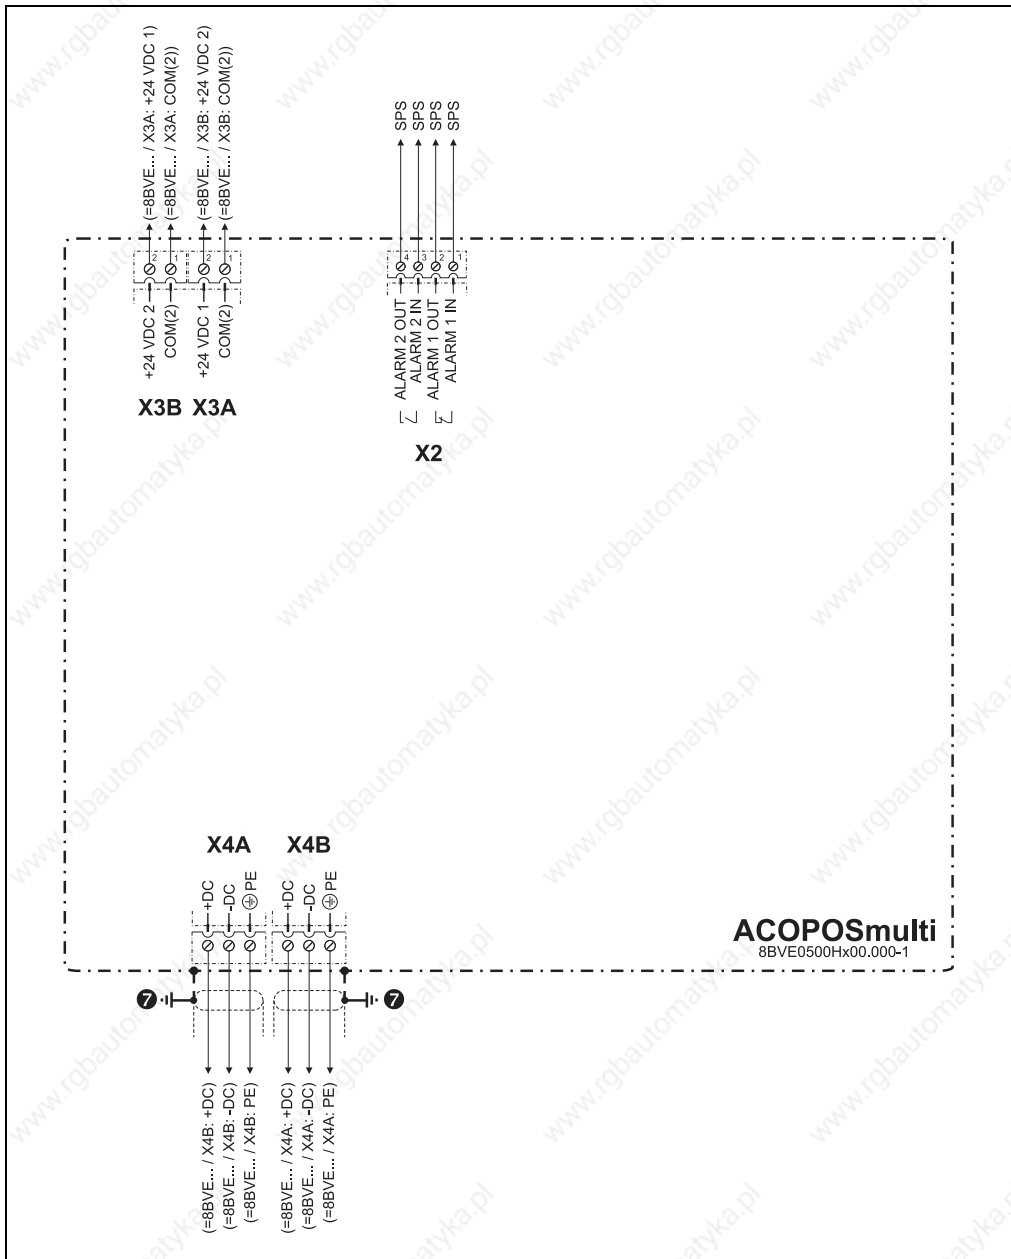 (=8BVE... / X3A: +24 VDC 1)
(=8BVE... / X3A: COM(2))
(=8BVE... / X3B: +24 VDC 2)
(=8BVE... / X3B: COM(2))
SPS
SPS
SPS
SPS
2
1
2
1
4
3
2
1
+24 VDC 2
COM(2)
+24 VDC 1
COM(2)
ALARM 2 OUT
ALARM 2 IN
ALARM 1 OUT
ALARM 1 IN
X3B
X3A
X2
X4A
X4B
+DC
-DC
PE
+DC
-DC
PE
ACOPOSmulti
8BVE0500Hx00.000-1
7
7
(=8BVE... / X4B: +DC)
(=8BVE... / X4B: -DC)
(=8BVE... / X4B: PE)
(=8BVE... / X4A: +DC)
(=8BVE... / X4A: -DC)
(=8BVE... / X4A: PE)
www.rgbautomatyka.pl